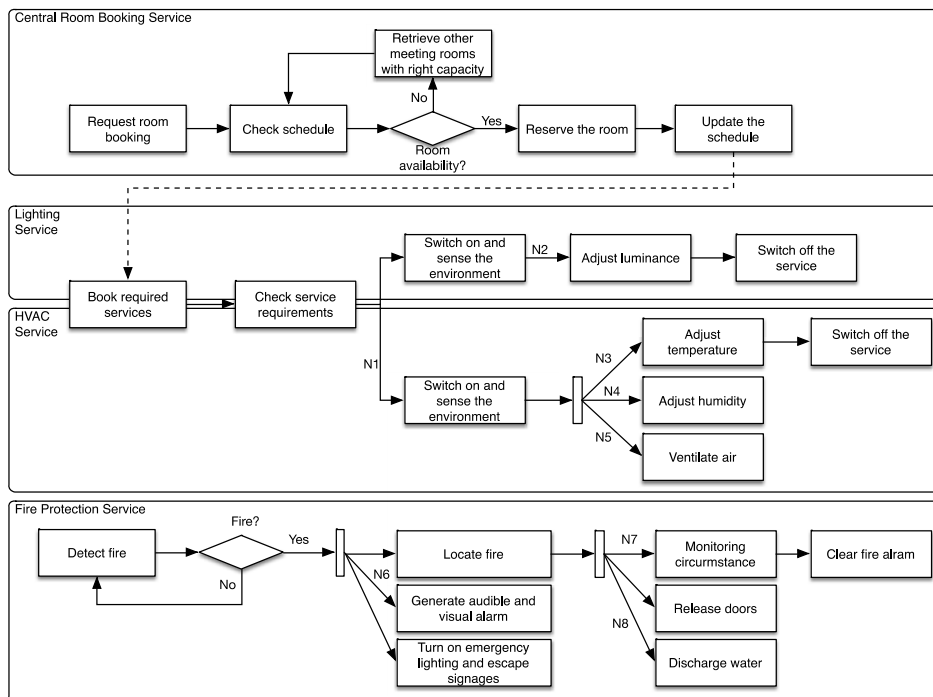 Central Room Booking Service
Retrieve other
meeting rooms
with right capacity
No
Request room
booking
Check schedule
Yes
Reserve the room
Update the
schedule
Room
availability?
Lighting
Service
Switch on and
sense the
environment
N2
Adjust luminance
Switch off the
service
Book required
services
Check service
requirements
HVAC
Service
N1
Adjust
temperature
Switch off the
service
N3
Switch on and
sense the
environment
N4
Adjust humidity
N5
Ventilate air
Fire Protection Service
Fire?
Detect fire
Yes
No
Locate fire
N7
Monitoring
circurmstance
Clear fire alram
N6
Generate audible and
visual alarm
Release doors
N8
Turn on emergency
lighting and escape
signages
Discharge water